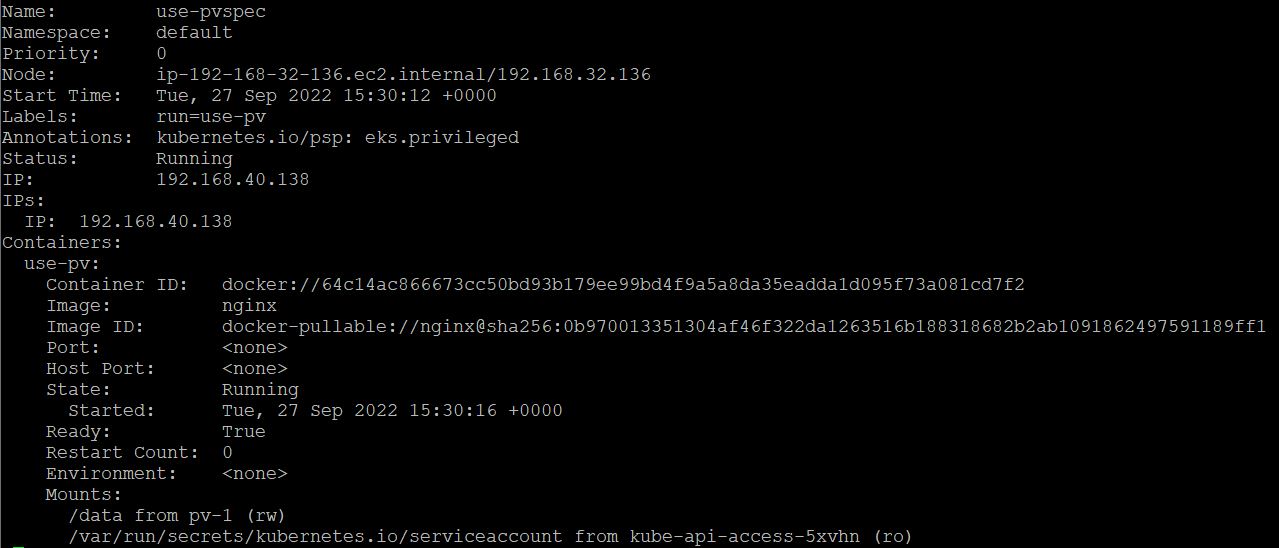 Name:         use-pvspec
Namespace:    default
Priority:     0
Node:         ip-192-168-32-136.ec2.internal/192.168.32.136
Start Time:   Tue, 27 Sep 2022 15:30:12 +0000
Labels:       run=use-pv
Annotations:  kubernetes.io/psp: eks.privileged
Status:       Running
IP:           192.168.40.138
IPs:
  IP:  192.168.40.138
Containers:
  use-pv:
    Container ID:   docker://64c14ac866673cc50bd93b179ee99bd4f9a5a8da35eadda1d095f73a081cd7f2
    Image:          nginx
    Image ID:       docker-pullable://nginx@sha256:0b970013351304af46f322da1263516b188318682b2ab1091862497591189ff1
    Port:           <none>
    Host Port:      <none>
    State:          Running
      Started:      Tue, 27 Sep 2022 15:30:16 +0000
    Ready:          True
    Restart Count:  0
    Environment:    <none>
    Mounts:
      /data from pv-1 (rw)
      /var/run/secrets/kubernetes.io/serviceaccount from kube-api-access-5xvhn (ro)